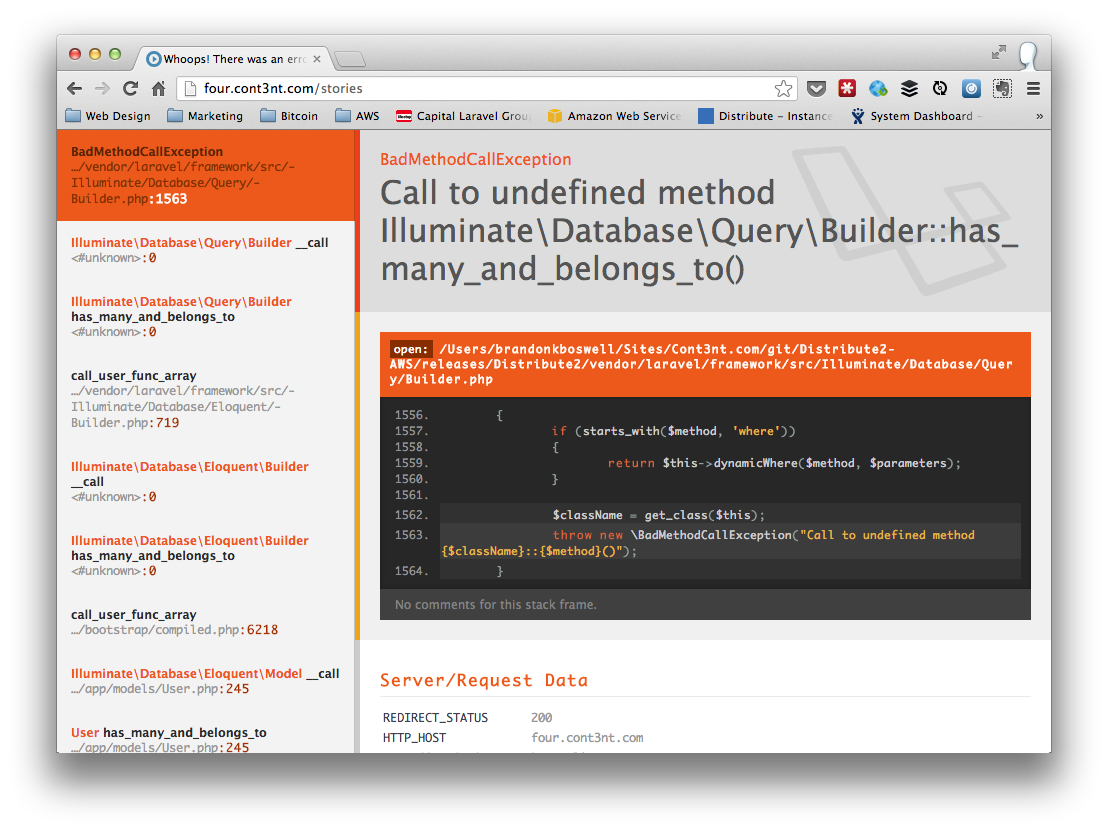 Whoops! There was an erro
four.cont3nt.com/stories
Web Design Marketing Bitcoin AWS Capital Laravel Grou Amazon Web Service Distribute - Instance System Dashboard - »
BadMethodCallException
…/vendor/laravel/framework/src/-
Illuminate/Database/Query/-
Builder.php:1563
Illuminate\Database\Query\Builder __call
<#unknown>:0
Illuminate\Database\Query\Builder
has_many_and_belongs_to
<#unknown>:0
call_user_func_array
…/vendor/laravel/framework/src/-
Illuminate/Database/Eloquent/-
Builder.php:719
Illuminate\Database\Eloquent\Builder
__call
<#unknown>:0
Illuminate\Database\Eloquent\Builder
has_many_and_belongs_to
<#unknown>:0
call_user_func_array
…/bootstrap/compiled.php:6218
Illuminate\Database\Eloquent\Model __call
…/app/models/User.php:245
User has_many_and_belongs_to
…/app/models/User.php:245
BadMethodCallException
Call to undefined method
Illuminate\Database\Query\Builder::has_
many_and_belongs_to()
open: /Users/brandonkboswell/Sites/Cont3nt.com/git/Distribute2-
AWS/releases/Distribute2/vendor/laravel/framework/src/Illuminate/Database/Quer
y/Builder.php
1556. {
1557. if (starts_with($method, 'where'))
1558. {
1559. return $this->dynamicWhere($method, $parameters);
1560. }
1561.
1562. $className = get_class($this);
1563. throw new \BadMethodCallException("Call to undefined method
{$className}::{$method}()");
1564. }
No comments for this stack frame.
Server/Request Data
REDIRECT_STATUS 200
HTTP_HOST four.cont3nt.com